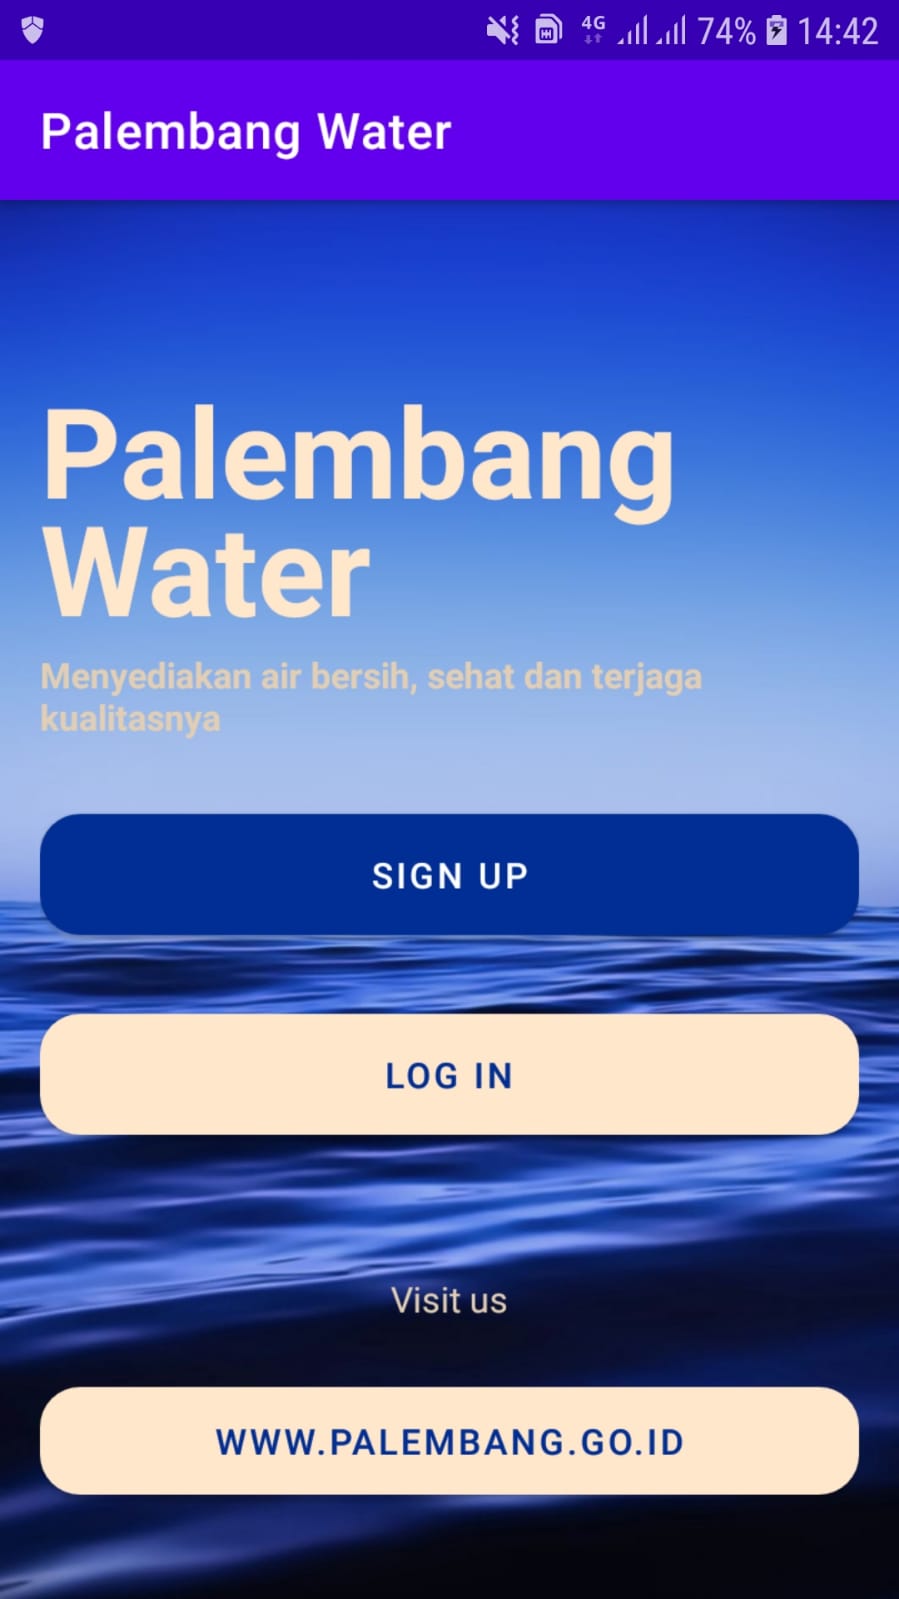 4G 74% 14:42
Palembang Water
Palembang
Water
Menyediakan air bersih, sehat dan terjaga
kualitasnya
SIGN UP
LOG IN
Visit us
WWW.PALEMBANG.GO.ID